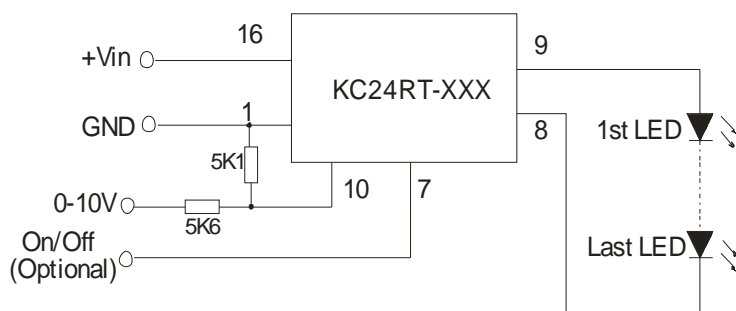 16
9
+Vin
KC24RT-XXX
GND
1
8
1st LED
5K1
10
7
0-10V
5K6
On/Off
(Optional)
Last LED